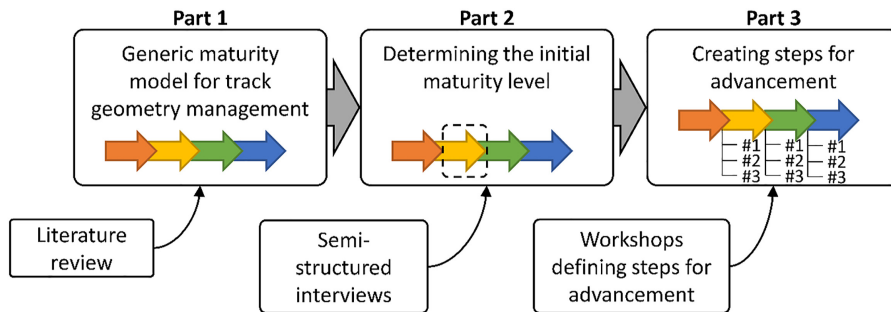 Part 1
Generic maturity
model for track
geometry management
Literature
review
Part 2
Determining the initial
maturity level
Semi-
structured
interviews
Part 3
Creating steps for
advancement
#1 #1 #1
#2 #2 #2
#3 #3 #3
Workshops
defining steps for
advancement